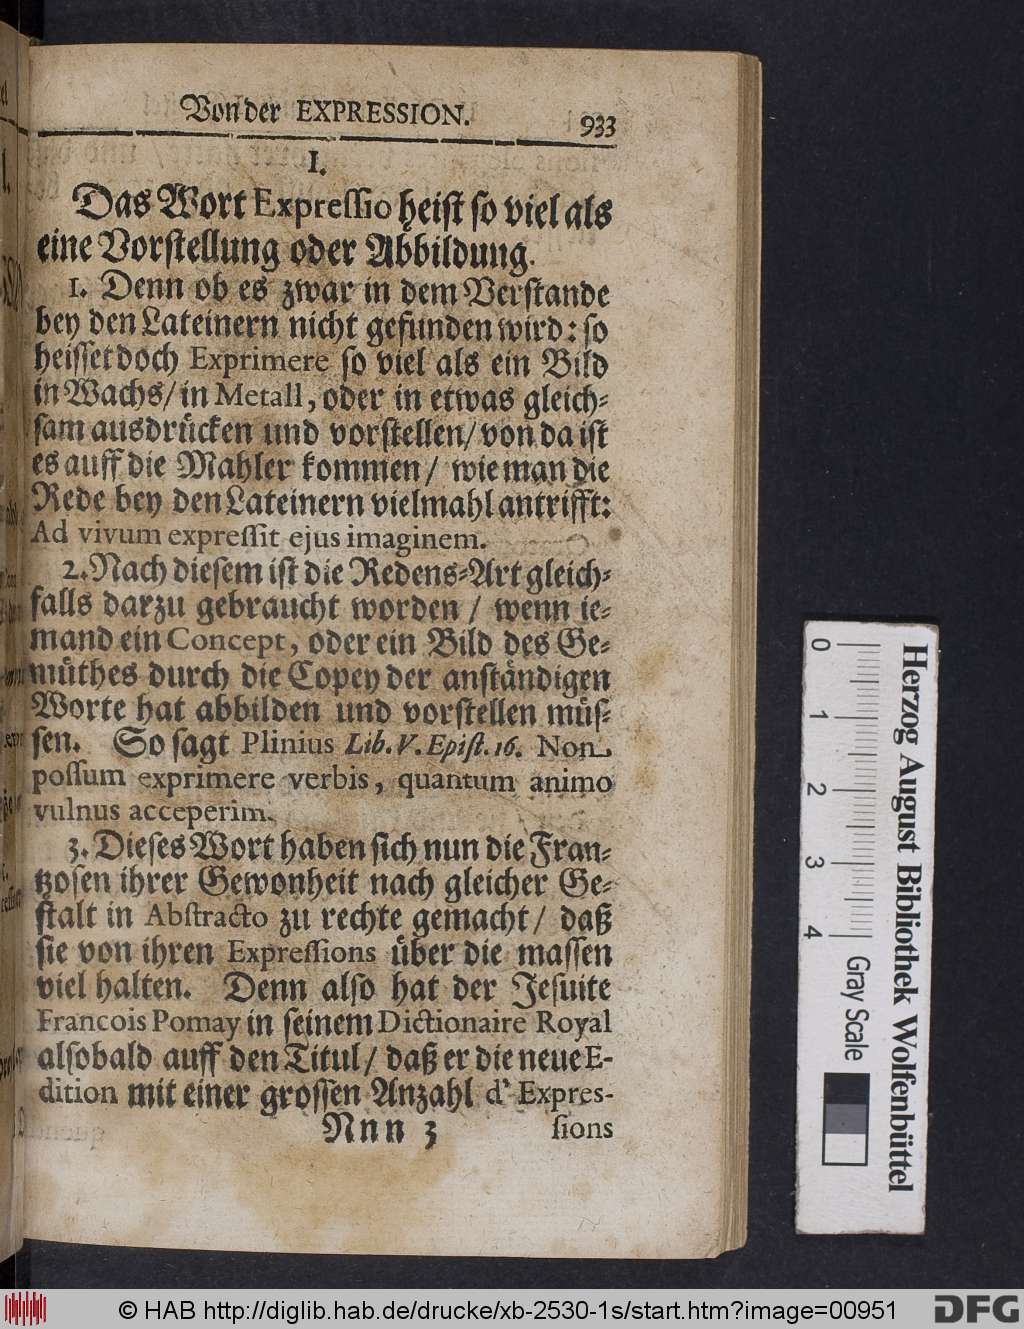 Von der EXPRESSION. 933
I.
Das Wort Expressio heist so viel als
eine Vorstellung oder Abbildung.
1. Denn ob es zwar in dem Verstande
bey den Lateinern nicht gefunden wird: so
heisset doch Exprimere so viel als ein Bild
in Wachs/ in Metall, oder in etwas gleich-
sam ausdrücken und vorstellen/ von da ist
es auff die Mahler kommen/ wie man die
Rede bey den Lateinern vielmahl antrifft:
Ad vivum expressit ejus imaginem.
2. Nach diesem ist die Redens-Art gleich-
falls darzu gebraucht worden / wenn ie-
mand ein Concept, oder ein Bild des Ge-
müthes durch die Copey der anständigen
Worte hat abbilden und vorstellen müs-
sen. So sagt Plinius Lib. V. Epist. 16. Non
possum exprimere verbis, quantum animo
vulnus acceperim.
3. Dieses Wort haben sich nun die Fran-
tzosen ihrer Gewonheit nach gleicher Ge-
stalt in Abstracto zu rechte gemacht/ daß
sie von ihren Expressions über die massen
viel halten. Denn also hat der Jesuite
Francois Pomay in seinem Dictionaire Royal
alsobald auff den Titul/ daß er die neue E-
dition mit einer grossen Anzahl d' Expres-
Nnn 3 sions
Herzog August Bibliothek Wolfenbüttel
0 1 2 3 4
Gray Scale
© HAB http://diglib.hab.de/drucke/xb-2530-1s/start.htm?image=00951
DFG